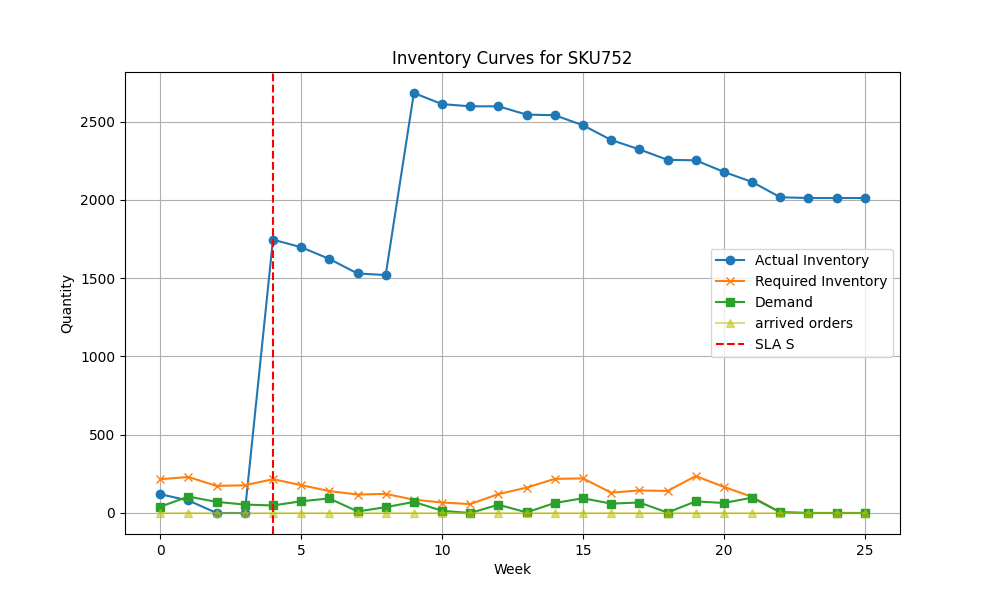 Inventory Curves for SKU752
Quantity
2500
2000
1500
1000
500
0
Actual Inventory
Required Inventory
Demand
arrived orders
SLA S
0 5 10 15 20 25
Week